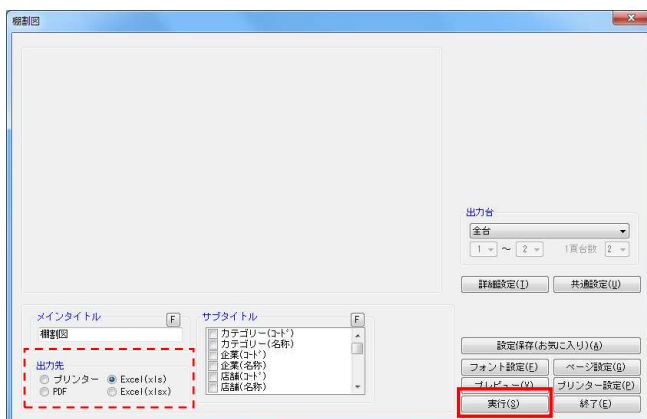 棚割図
出力台
全台
1 ～ 2 1頁台数 2
詳細設定(I) 共通設定(U)
メインタイトル F サブタイトル F
棚割図
カテゴリー(ｺｰﾄﾞ)
カテゴリー(名称)
企業(ｺｰﾄﾞ)
企業(名称)
店舗(ｺｰﾄﾞ)
店舗(名称)
出力先
プリンター Excel(xls)
PDF Excel(xlsx)
設定保存(お気に入り)(A)
フォント設定(F) ページ設定(G)
プレビュー(V) プリンター設定(P)
実行(S) 終了(E)